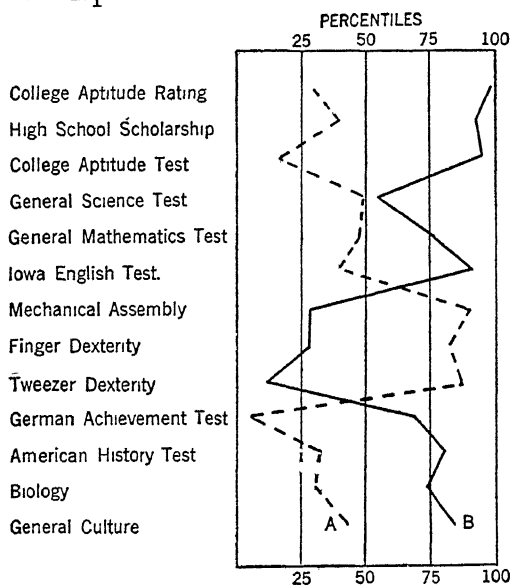 PERCENTILES
25 50 75 100
College Aptitude Rating
High School Scholarship
College Aptitude Test
General Science Test
General Mathematics Test
Iowa English Test.
Mechanical Assembly
Finger Dexterity
Tweezer Dexterity
German Achievement Test
American History Test
Biology
General Culture A B
25 50 75 100